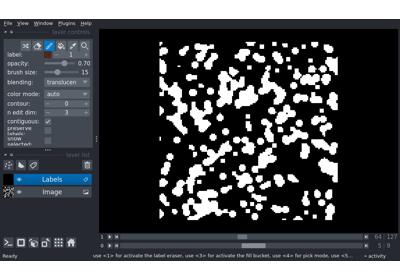 File View Window Plugins Help
layer controls
label: 1
opacity: 0.70
brush size: 15
blending: translucen
color mode: auto
contour: 0
n edit dim: 3
contiguous:
preserve
labels:
show
selected:
layer list
Labels
Image
1 64 127
0 5 9
Ready use <1> for activate the label eraser, use <3> for activate the fill bucket, use <4> for pick mode, use <5... activity